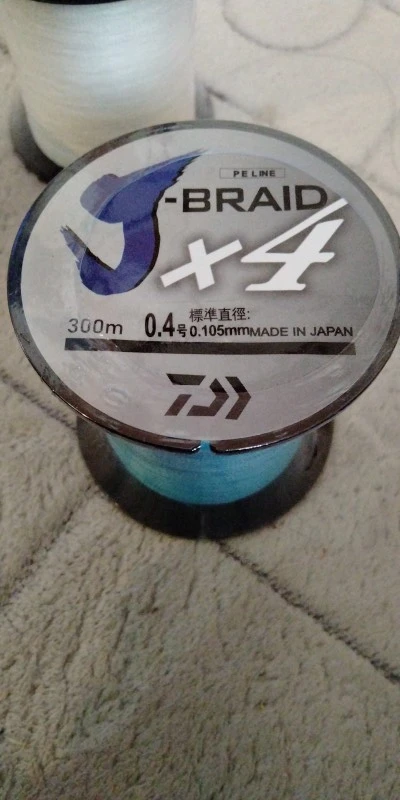 PE LINE
J-BRAID
x4
300m 0.4号 標準直徑:
0.105mm MADE IN JAPAN